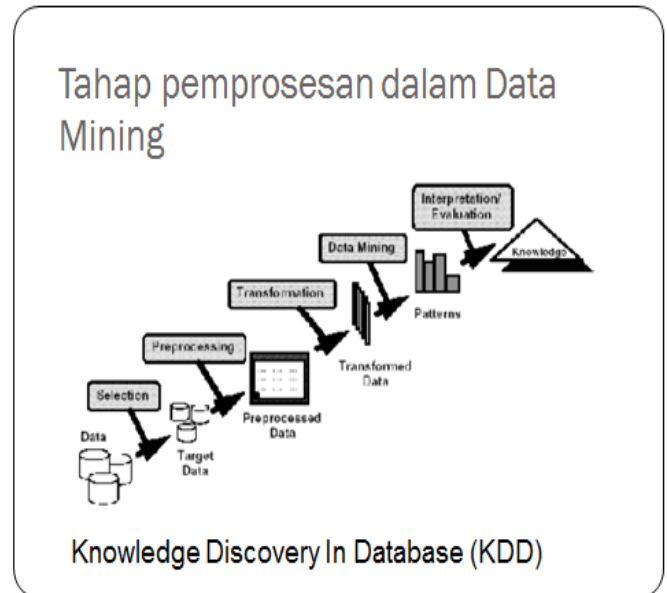 Tahap pemprosesan dalam Data
Mining
Interpretation/
Evaluation
Data Mining
Knowledge
Transformation
Patterns
Preprocessing
Transformed
Data
Selection
Preprocessed
Data
Data
Target
Data
Knowledge Discovery In Database (KDD)